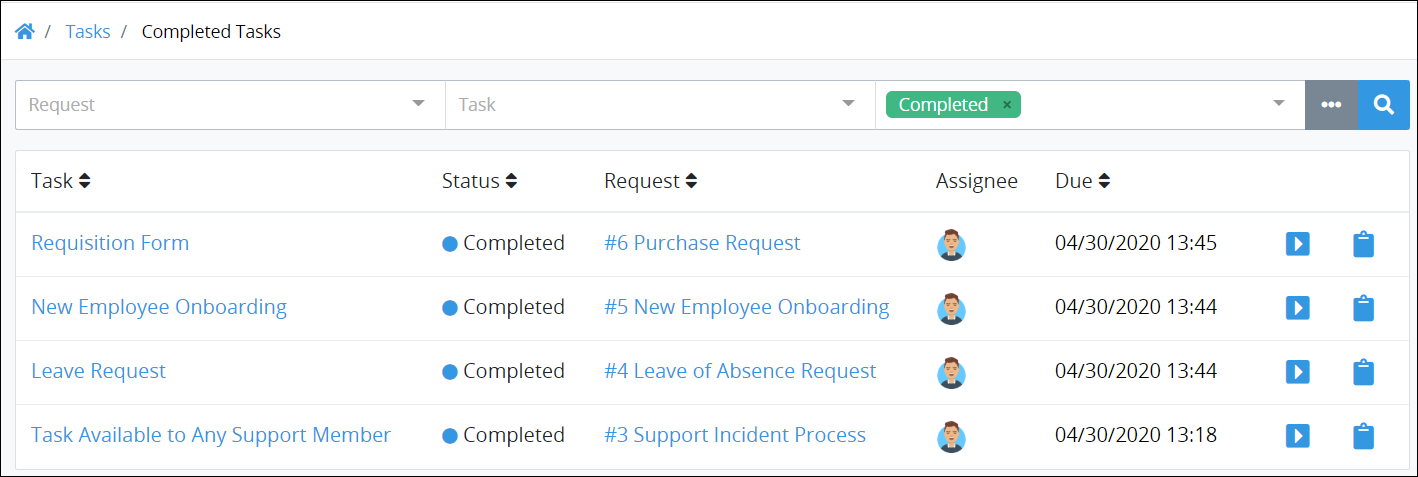 / Tasks / Completed Tasks
Request Task Completed ×
Task Status Request Assignee Due
Requisition Form Completed #6 Purchase Request 04/30/2020 13:45
New Employee Onboarding Completed #5 New Employee Onboarding 04/30/2020 13:44
Leave Request Completed #4 Leave of Absence Request 04/30/2020 13:44
Task Available to Any Support Member Completed #3 Support Incident Process 04/30/2020 13:18